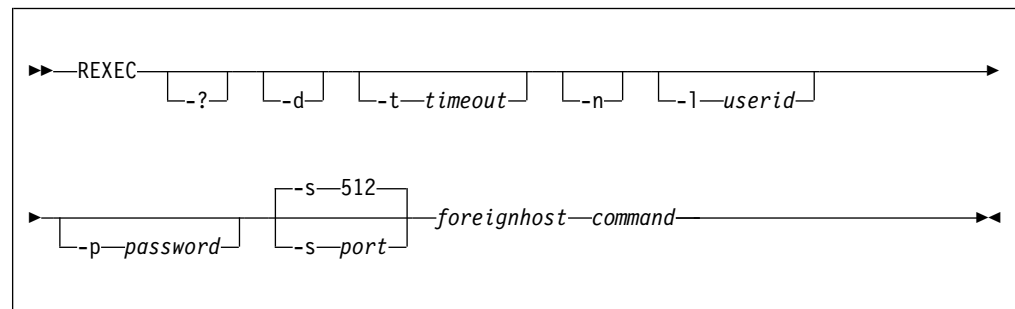 REXEC
-? -d -t timeout -n -l userid
-s 512
foreignhost command
-p password -s port